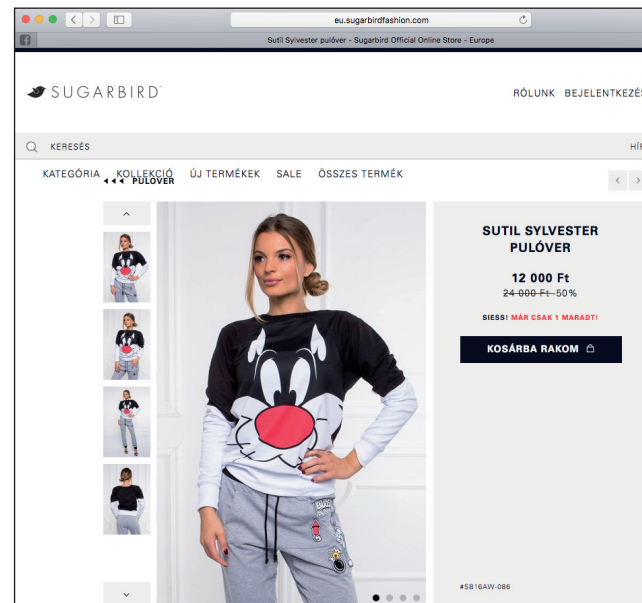 eu.sugarbirdfashion.com
Sutil Sylvester pulóver - Sugarbird Official Online Store - Europe
SUGARBIRD
RÓLUNK BEJELENTKEZÉS
KERESÉS
KATEGÓRIA KOLLEKCIÓ ÚJ TERMÉKEK SALE ÖSSZES TERMÉK
PULÓVER
SUTIL SYLVESTER
PULÓVER
12 000 Ft
24 000 Ft -50%
SIESS! MÁR CSAK 1 MARADT!
KOSÁRBA RAKOM
#SB16AW-086